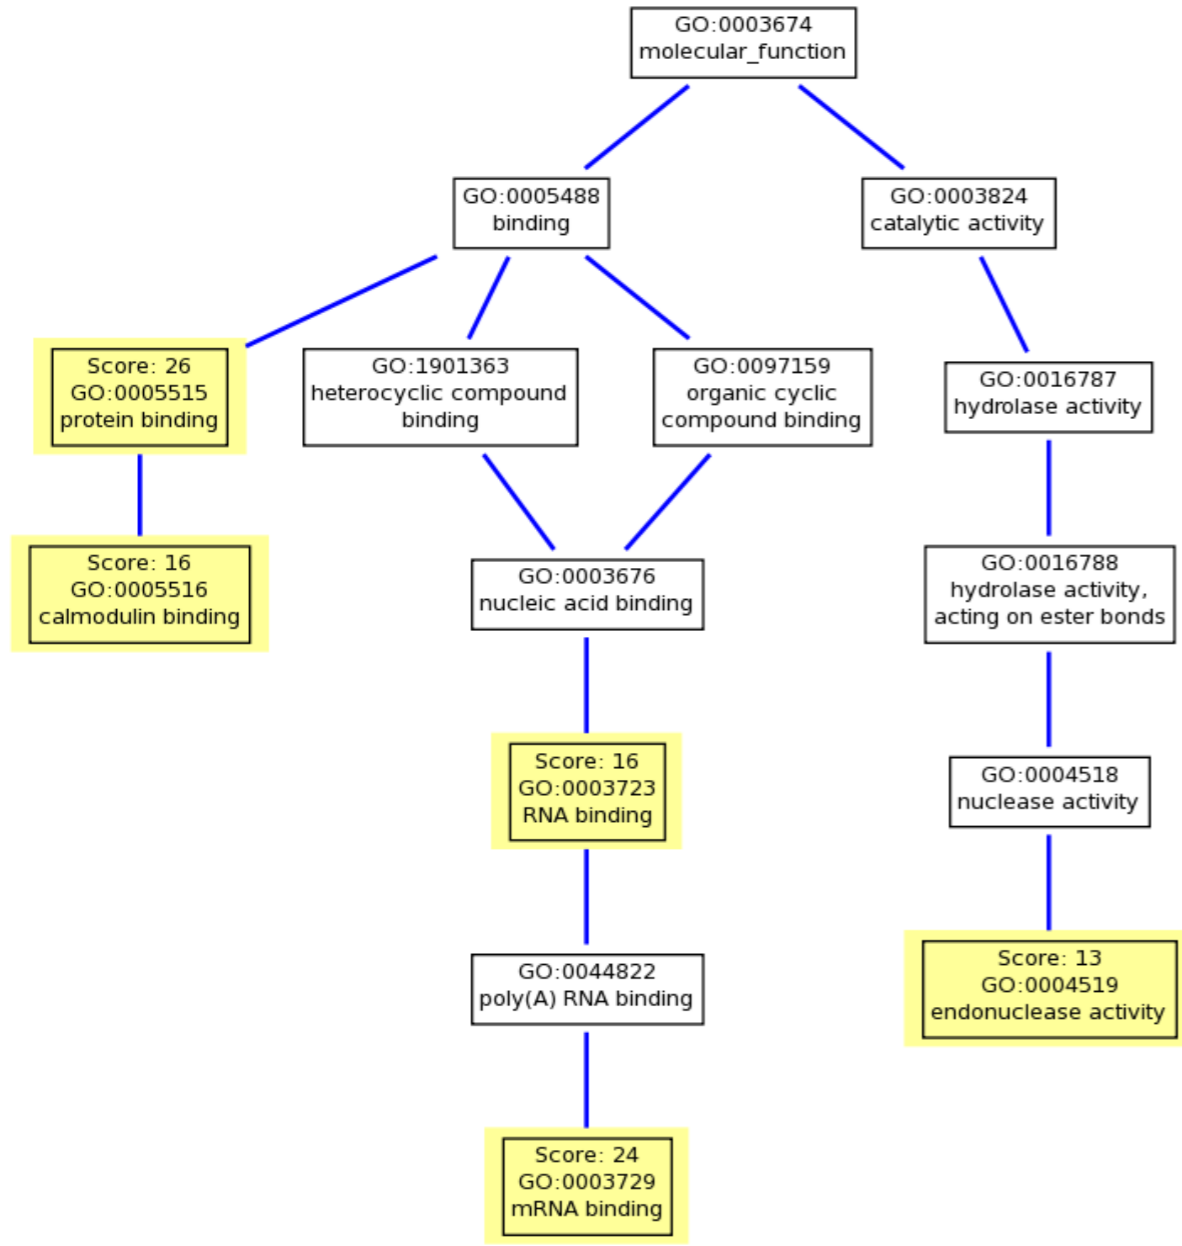 GO:0003674
molecular_function
GO:0005488
binding
GO:0003824
catalytic activity
Score: 26
GO:0005515
protein binding
GO:1901363
heterocyclic compound
binding
GO:0097159
organic cyclic
compound binding
GO:0016787
hydrolase activity
Score: 16
GO:0005516
calmodulin binding
GO:0003676
nucleic acid binding
GO:0016788
hydrolase activity,
acting on ester bonds
Score: 16
GO:0003723
RNA binding
GO:0004518
nuclease activity
GO:0044822
poly(A) RNA binding
Score: 13
GO:0004519
endonuclease activity
Score: 24
GO:0003729
mRNA binding